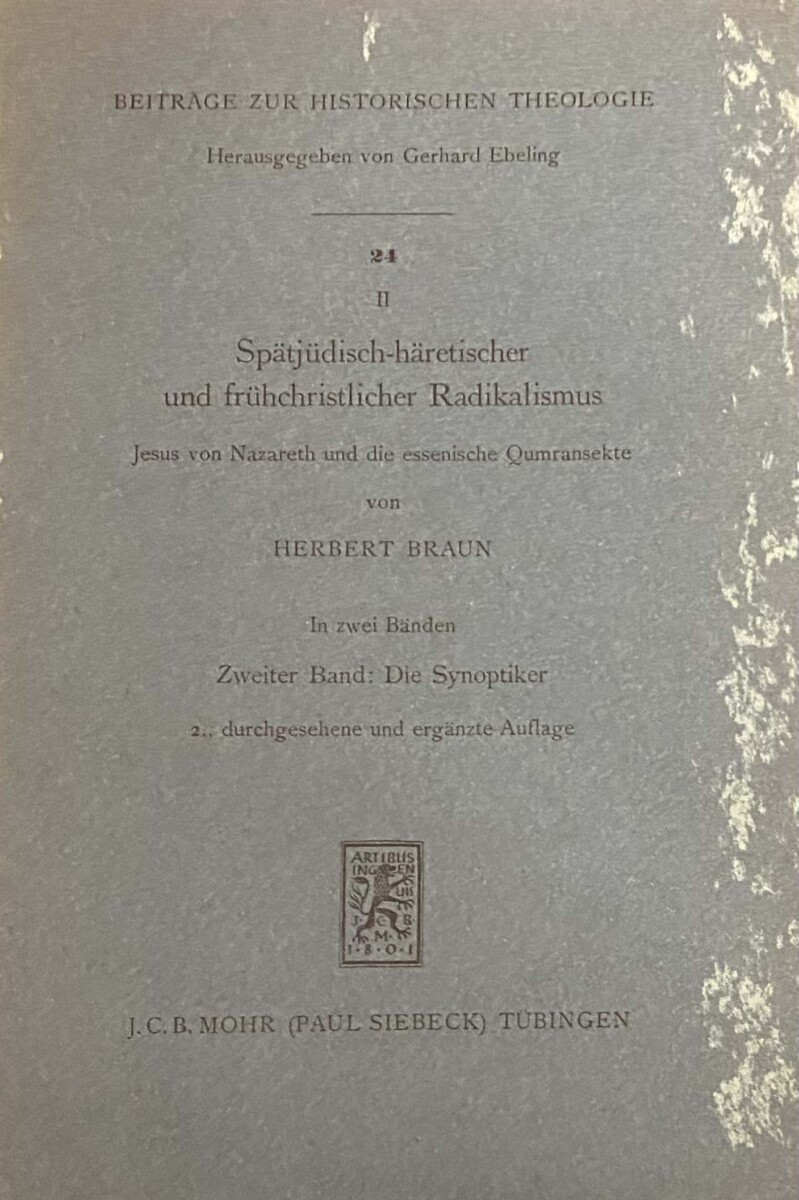 BEITRÄGE ZUR HISTORISCHEN THEOLOGIE
Herausgegeben von Gerhard Ebeling
24
II
Spätjüdisch-häretischer
und frühchristlicher Radikalismus
Jesus von Nazareth und die essenische Qumransekte
von
HERBERT BRAUN
In zwei Bänden
Zweiter Band: Die Synoptiker
2., durchgesehene und ergänzte Auflage
ARTIBUS
INGENUIS
J. C. B.
M.
1·8·0·1
J. C. B. MOHR (PAUL SIEBECK) TÜBINGEN